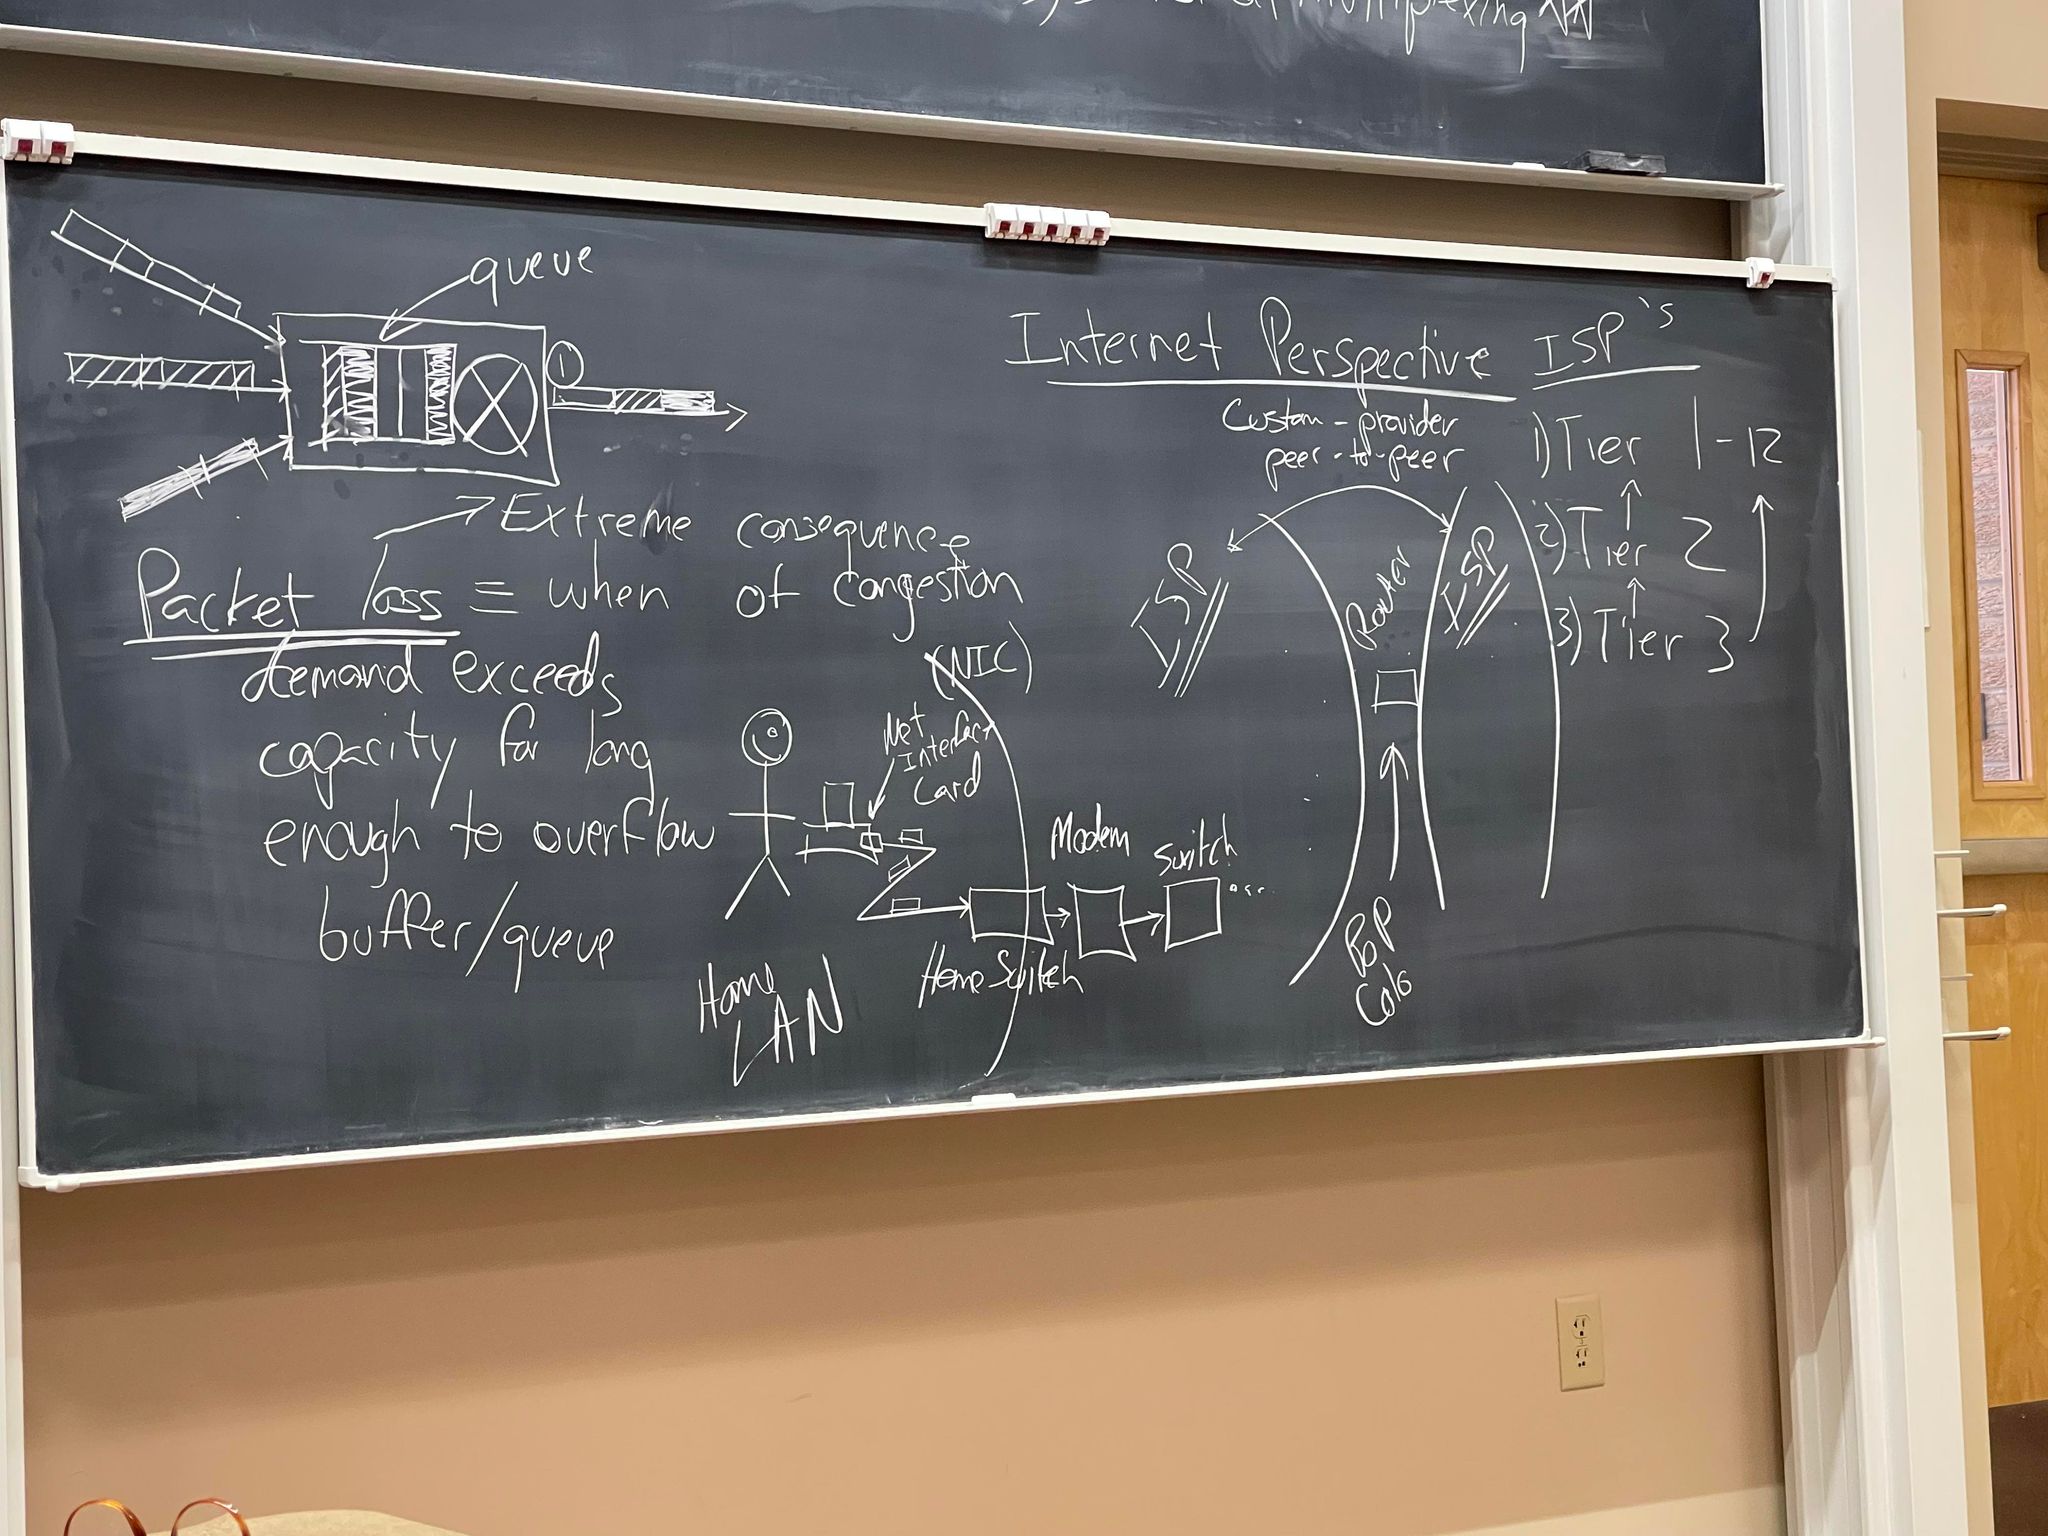 multiplexing
queue
Extreme consequence
of congestion
Packet loss ≡ when
demand exceeds
capacity for long
enough to overflow
buffer/queue
(NIC)
Net
Interface
Card
Home
LAN
Home Switch
Modem
Switch
...
Internet Perspective
Custom - provider
peer-to-peer
ISP
Router
ISP
PoP
Colo
ISP's
1) Tier 1 - 12
2) Tier 2
3) Tier 3